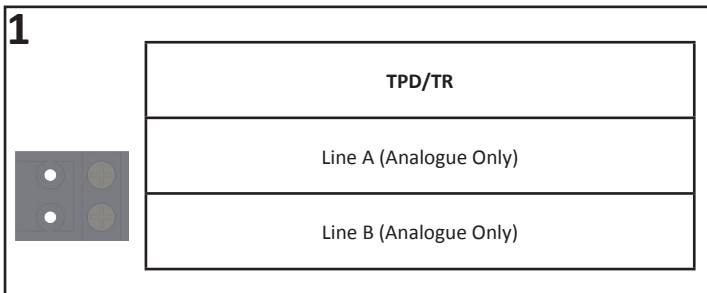 1
TPD/TR
Line A (Analogue Only)
Line B (Analogue Only)